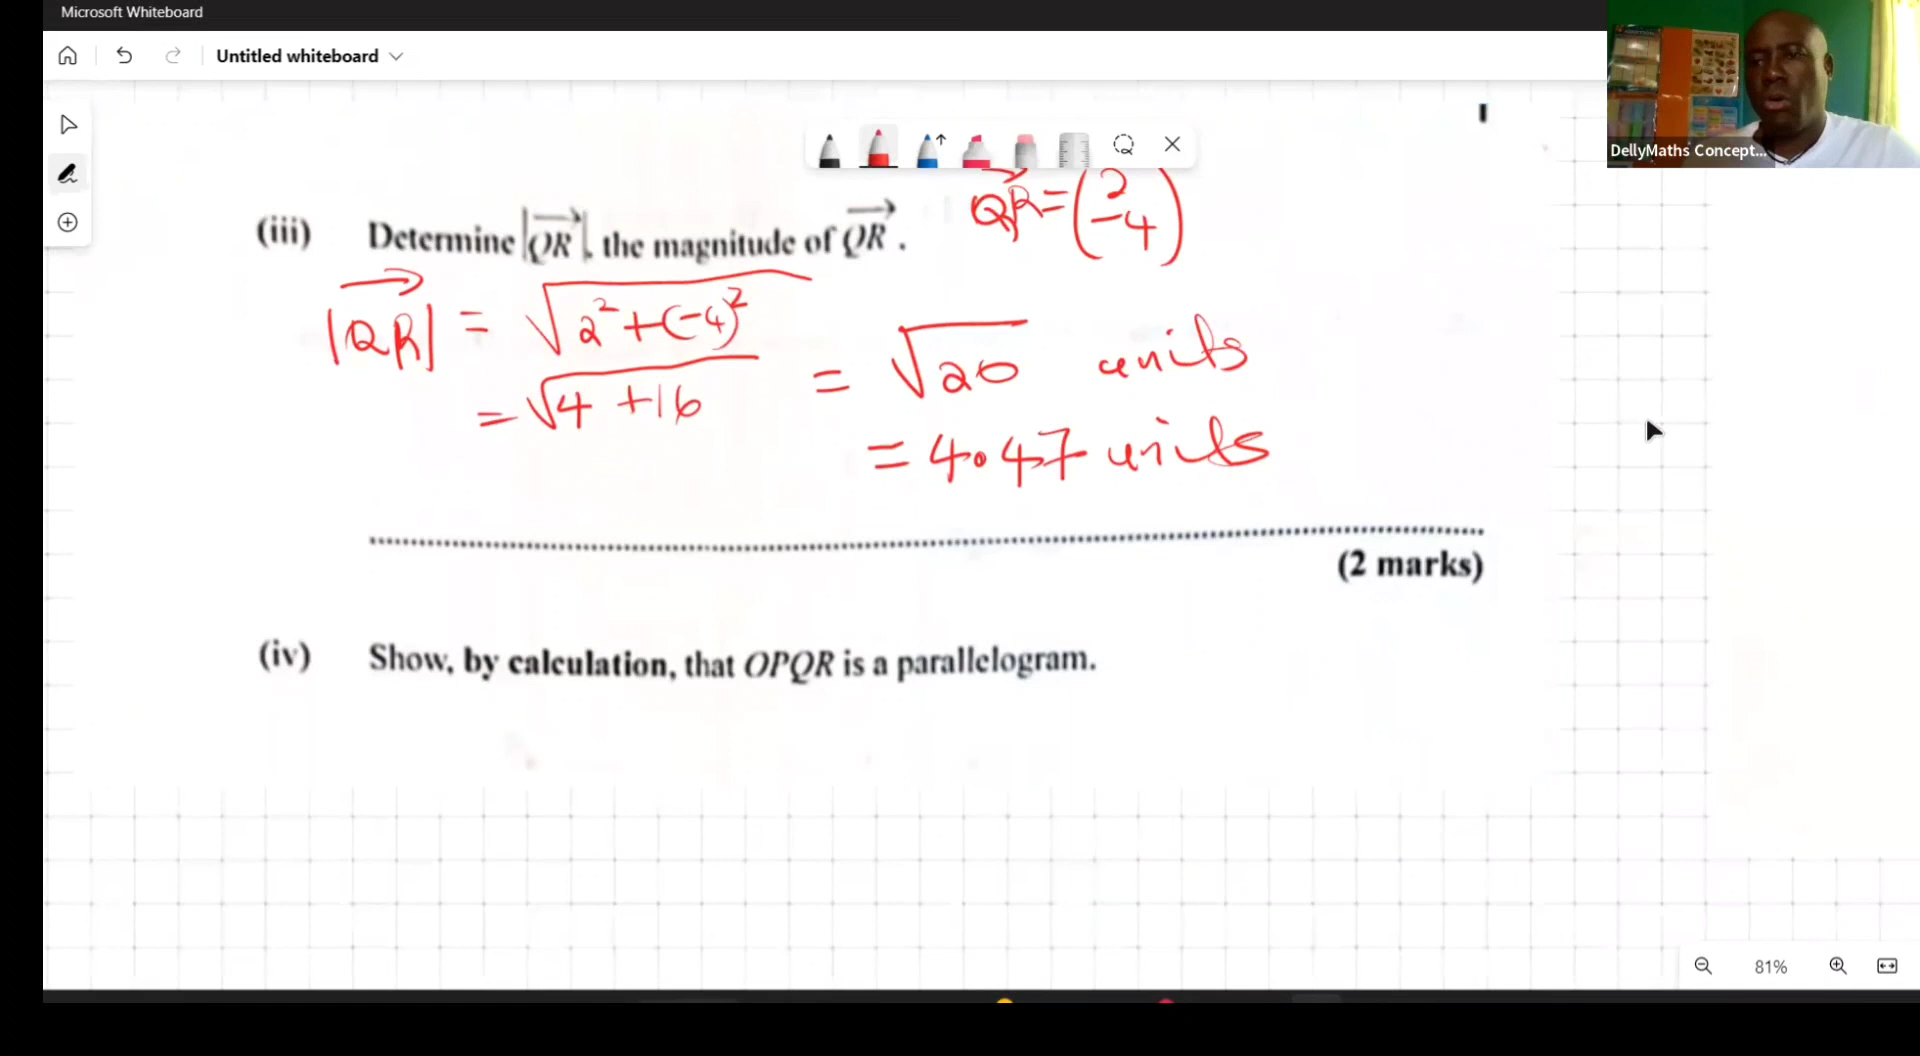 Microsoft Whiteboard
Untitled whiteboard
DellyMaths Concept...
QR = (2 -4)
(iii) Determine |QR|, the magnitude of QR.
|QR| = √2² + (-4)²
= √4 + 16
= √20 units
= 4.47 units
(2 marks)
(iv) Show, by calculation, that OPQR is a parallelogram.
81%